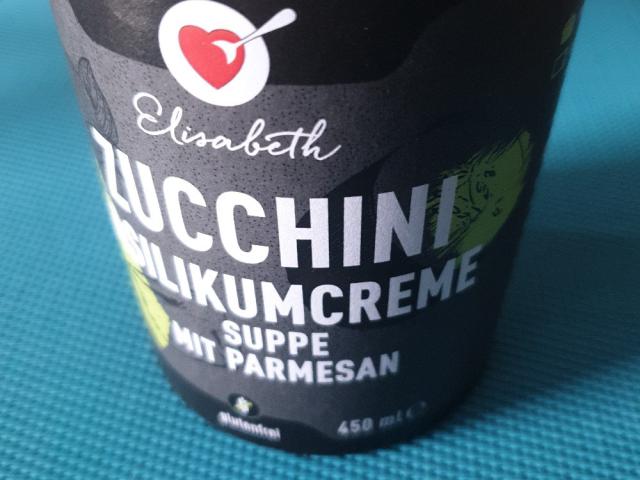 Elisabeth
ZUCCHINI
SILIKUMCREME
SUPPE
MIT PARMESAN
glutenfrei
450 ml ℮